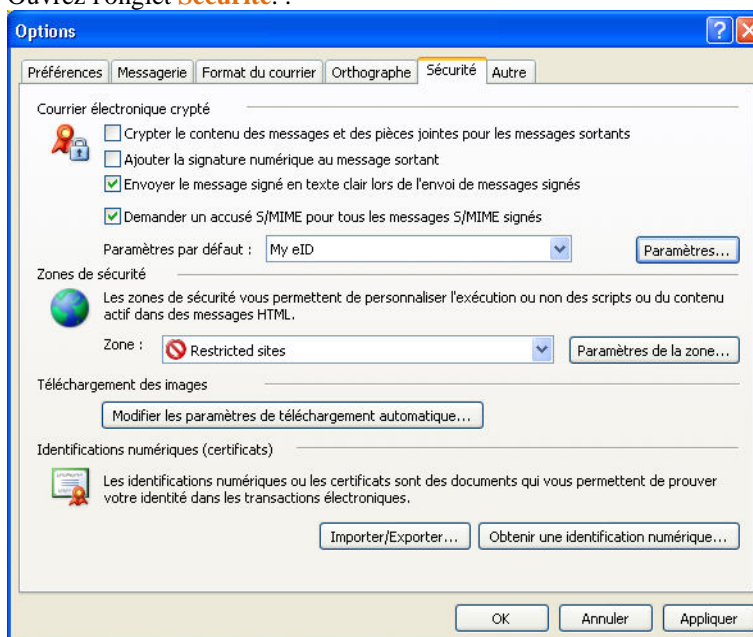 Ouvrez l'onglet Sécurité. :
Options
Préférences Messagerie Format du courrier Orthographe Sécurité Autre
Courrier électronique crypté
Crypter le contenu des messages et des pièces jointes pour les messages sortants
Ajouter la signature numérique au message sortant
Envoyer le message signé en texte clair lors de l'envoi de messages signés
Demander un accusé S/MIME pour tous les messages S/MIME signés
Paramètres par défaut : My eID Paramètres...
Zones de sécurité
Les zones de sécurité vous permettent de personnaliser l'exécution ou non des scripts ou du contenu
actif dans des messages HTML.
Zone : Restricted sites Paramètres de la zone...
Téléchargement des images
Modifier les paramètres de téléchargement automatique...
Identifications numériques (certificats)
Les identifications numériques ou les certificats sont des documents qui vous permettent de prouver
votre identité dans les transactions électroniques.
Importer/Exporter... Obtenir une identification numérique...
OK Annuler Appliquer